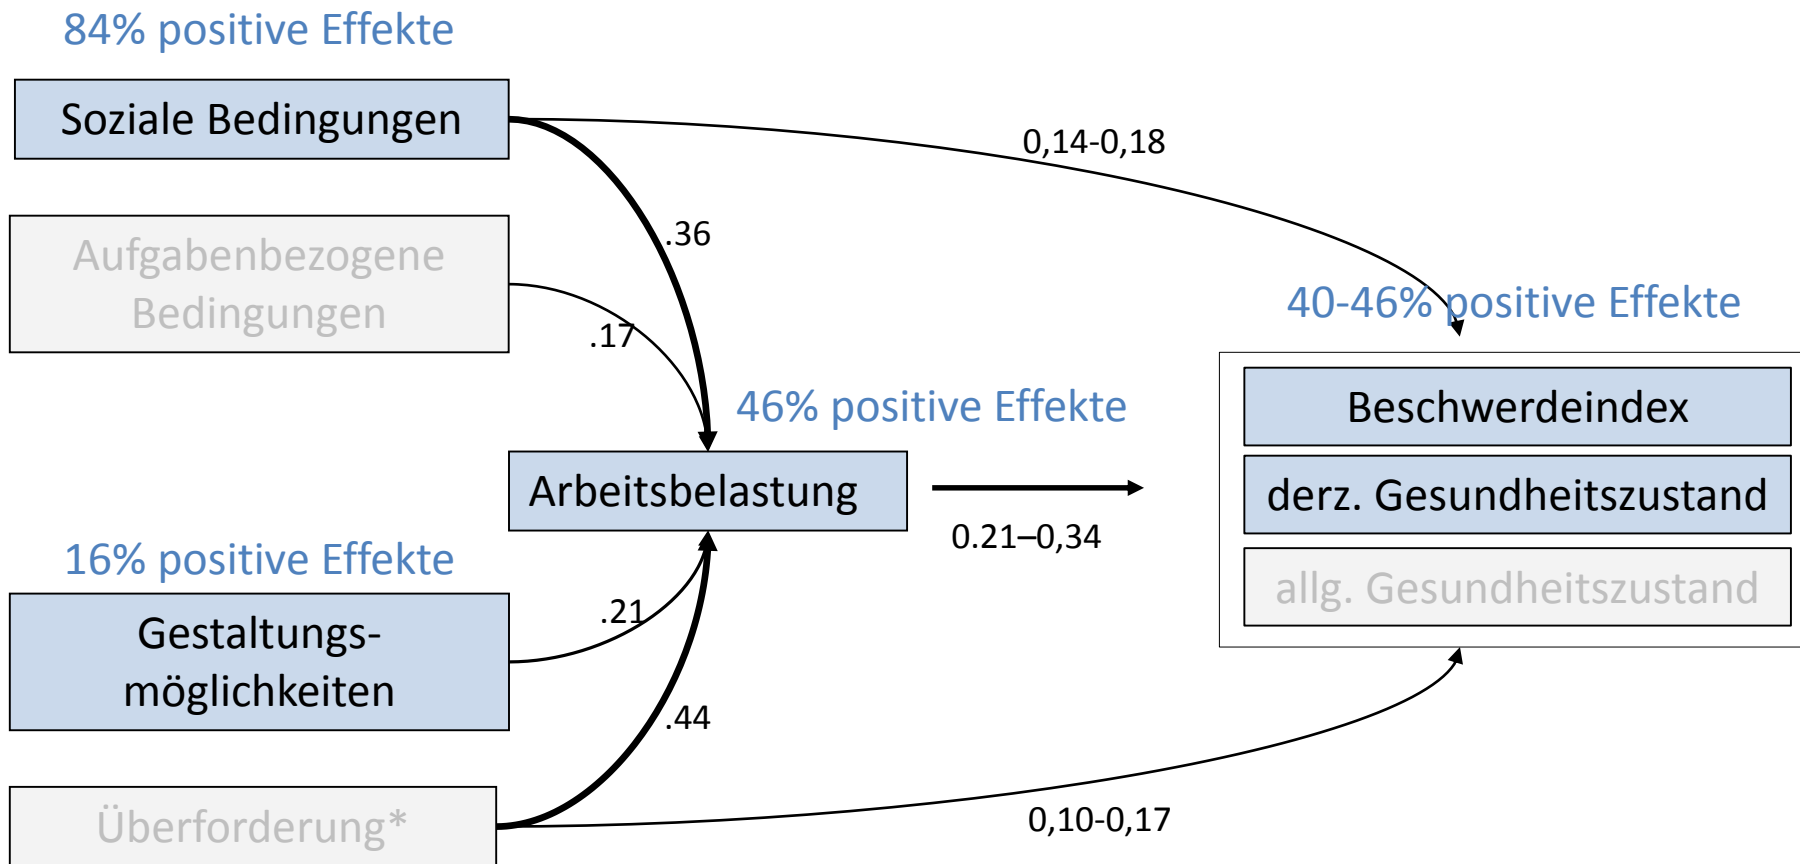 84% positive Effekte
Soziale Bedingungen
0,14-0,18
.36
Aufgabenbezogene
Bedingungen
.17
40-46% positive Effekte
46% positive Effekte
Beschwerdeindex
Arbeitsbelastung
derz. Gesundheitszustand
0.21–0,34
allg. Gesundheitszustand
16% positive Effekte
Gestaltungs-
möglichkeiten
.21
.44
Überforderung*
0,10-0,17